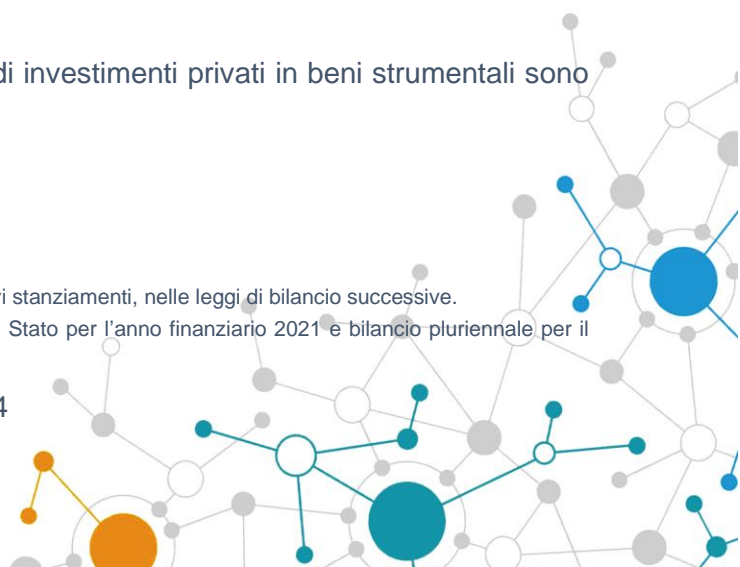 di investimenti privati in beni strumentali sono
stanziamenti, nelle leggi di bilancio successive.
Stato per l’anno finanziario 2021 e bilancio pluriennale per il
4